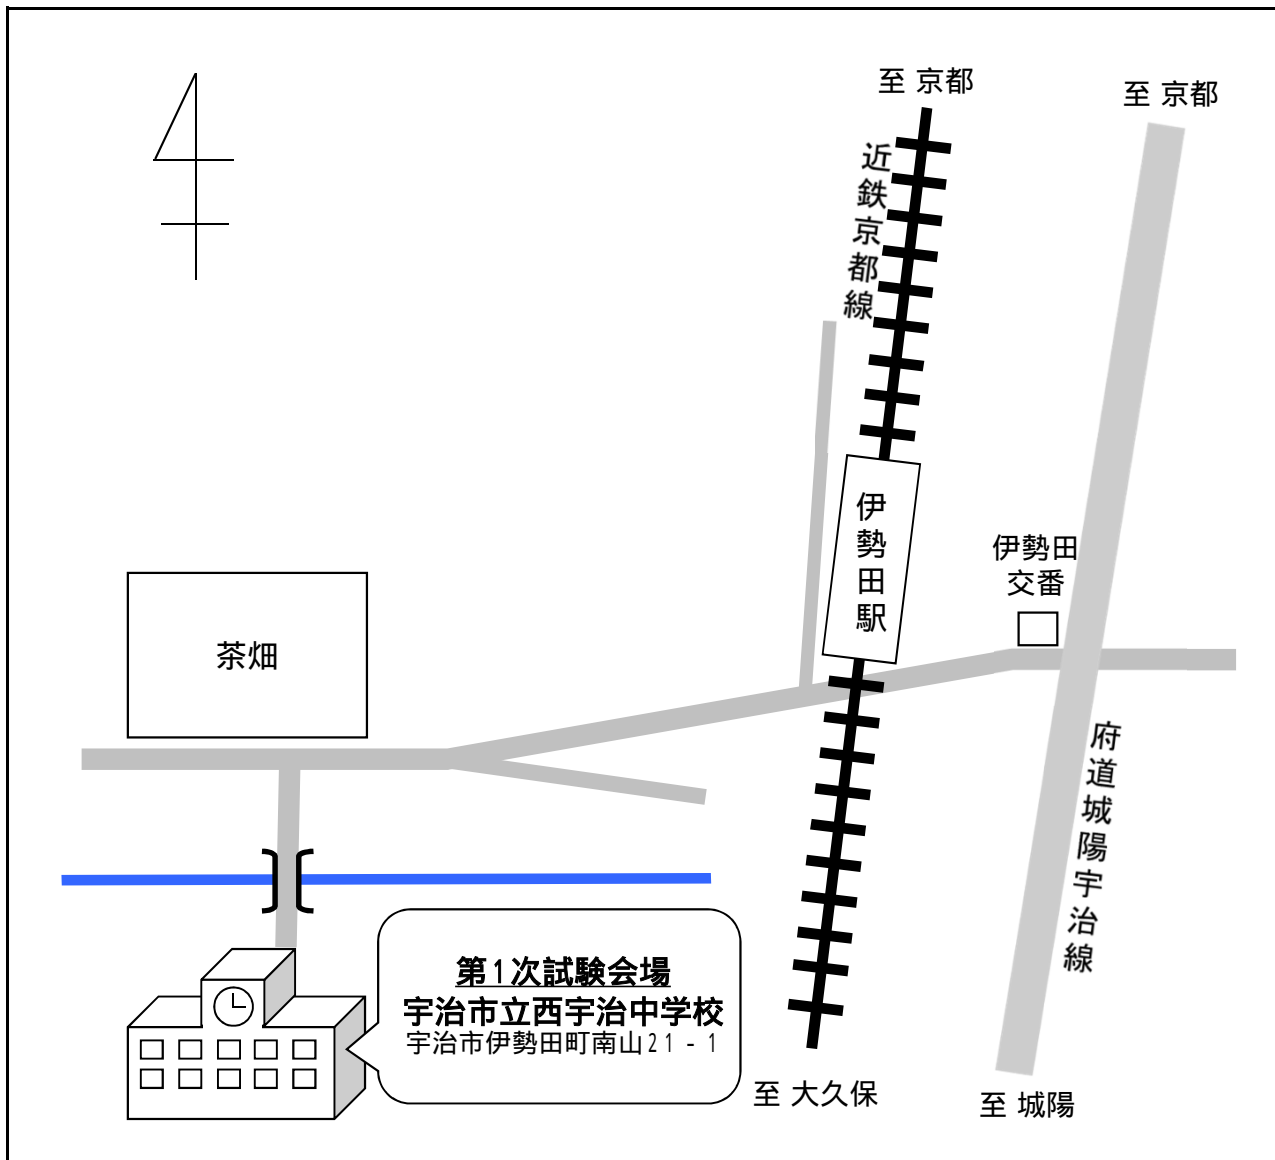 至 京都
至 京都
近鉄京都線
伊勢田駅
伊勢田
交番
茶畑
府道城陽宇治線
第1次試験会場
宇治市立西宇治中学校
宇治市伊勢田町南山21-1
至 大久保
至 城陽